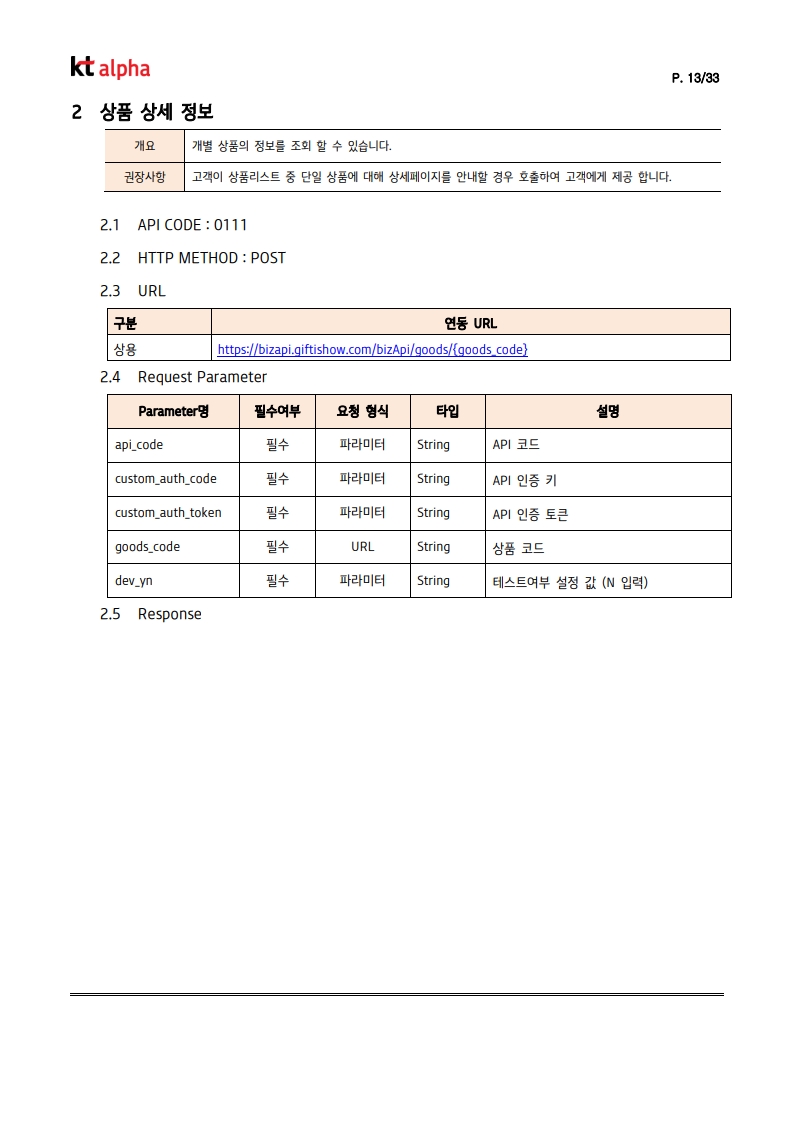 kt alpha
P. 13/33
2 상품 상세 정보
개요 개별 상품의 정보를 조회 할 수 있습니다.
권장사항 고객이 상품리스트 중 단일 상품에 대해 상세페이지를 안내할 경우 호출하여 고객에게 제공 합니다.
2.1 API CODE : 0111
2.2 HTTP METHOD : POST
2.3 URL
구분 연동 URL
상용 https://bizapi.giftishow.com/bizApi/goods/{goods_code}
2.4 Request Parameter
Parameter명 필수여부 요청 형식 타입 설명
api_code 필수 파라미터 String API 코드
custom_auth_code 필수 파라미터 String API 인증 키
custom_auth_token 필수 파라미터 String API 인증 토큰
goods_code 필수 URL String 상품 코드
dev_yn 필수 파라미터 String 테스트여부 설정 값 (N 입력)
2.5 Response